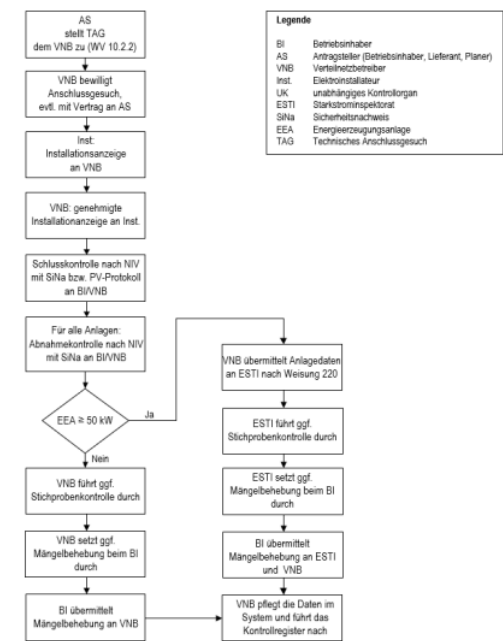 AS
stellt TAG
dem VNB zu (WV 10.2.2)
VNB bewilligt
Anschlussgesuch,
evtl. mit Vertrag an AS
Inst:
Installationsanzeige
an VNB
VNB: genehmigte
Installationanzeige an Inst.
Schlusskontrolle nach NIV
mit SiNa bzw. PV-Protokoll
an BI/VNB
Für alle Anlagen:
Abnahmekontrolle nach NIV
mit SiNa an BI/VNB
EEA ≥ 50 kW
Ja
Nein
VNB führt ggf.
Stichprobenkontrolle durch
VNB setzt ggf.
Mängelbehebung beim BI
durch
BI übermittelt
Mängelbehebung an VNB
VNB übermittelt Anlagedaten
an ESTI nach Weisung 220
ESTI führt ggf.
Stichprobenkontrolle durch
ESTI setzt ggf.
Mängelbehebung beim BI
durch
BI übermittelt
Mängelbehebung an ESTI
und VNB
VNB pflegt die Daten im
System und führt das
Kontrollregister nach
Legende
BI Betriebsinhaber
AS Antragsteller (Betriebsinhaber, Lieferant, Planer)
VNB Verteilnetzbetreiber
Inst. Elektroinstallateur
UK unabhängiges Kontrollorgan
ESTI Starkstrominspektorat
SiNa Sicherheitsnachweis
EEA Energieerzeugungsanlage
TAG Technisches Anschlussgesuch